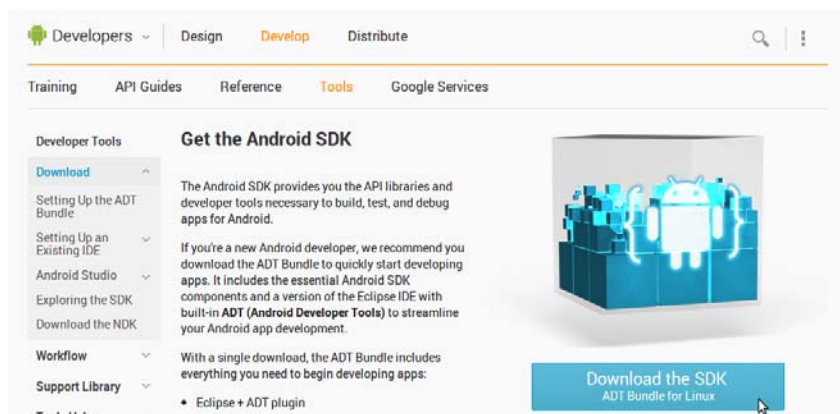 Developers Design Develop Distribute
Training API Guides Reference Tools Google Services
Developer Tools
Download
Setting Up the ADT
Bundle
Setting Up an
Existing IDE
Android Studio
Exploring the SDK
Download the NDK
Workflow
Support Library
Get the Android SDK
The Android SDK provides you the API libraries and
developer tools necessary to build, test, and debug
apps for Android.
If you're a new Android developer, we recommend you
download the ADT Bundle to quickly start developing
apps. It includes the essential Android SDK
components and a version of the Eclipse IDE with
built-in ADT (Android Developer Tools) to streamline
your Android app development.
With a single download, the ADT Bundle includes
everything you need to begin developing apps:
• Eclipse + ADT plugin
Download the SDK
ADT Bundle for Linux